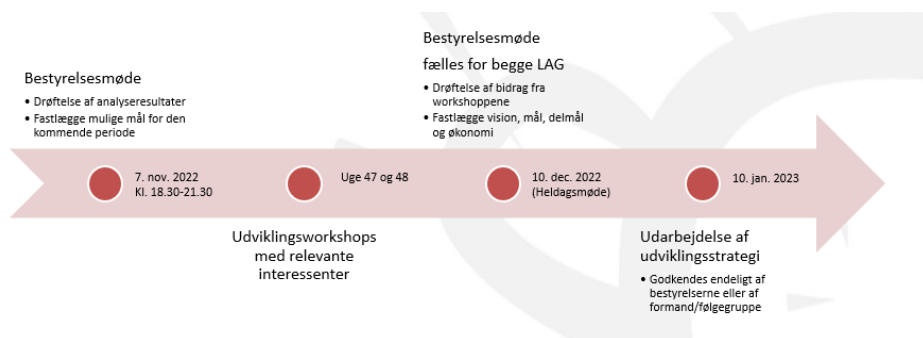 Bestyrelsesmøde
• Drøftelse af analyseresultater
• Fastlægge mulige mål for den
kommende periode
7. nov. 2022
Kl. 18.30-21.30
Uge 47 og 48
Udviklingsworkshops
med relevante
interessenter
Bestyrelsesmøde
fælles for begge LAG
• Drøftelse af bidrag fra
workshoppene
• Fastlægge vision, mål, delmål
og økonomi
10. dec. 2022
(Heldagsmøde)
10. jan. 2023
Udarbejdelse af
udviklingsstrategi
• Godkendes endeligt af
bestyrelserne eller af
formand/følgegruppe